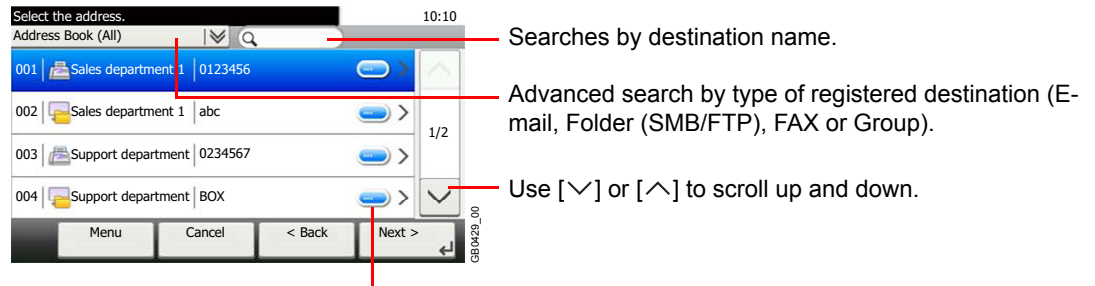 Select the address.
10:10
Address Book (All)
Searches by destination name.
001 Sales department 1 0123456
Advanced search by type of registered destination (E-
mail, Folder (SMB/FTP), FAX or Group).
002 Sales department 1 abc
1/2
003 Support department 0234567
004 Support department BOX
Use [∨] or [∧] to scroll up and down.
Menu Cancel < Back Next >
GB0429_00